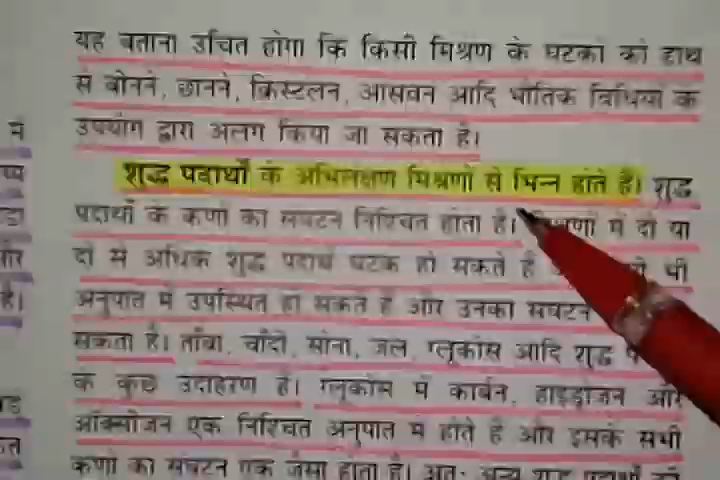 यह बताना उचित होगा कि किसी मिश्रण के घटकों को हाथ
से बीनने, छानने, क्रिस्टलन, आसवन आदि भौतिक विधियों के
उपयोग द्वारा अलग किया जा सकता है।
शुद्ध पदार्थों के अभिलक्षण मिश्रणों से भिन्न होते हैं। शुद्ध
पदार्थों के कणों का संघटन निश्चित होता है। मिश्रणों में दो या
दो से अधिक शुद्ध पदार्थ घटक हो सकते हैं भी
अनुपात में उपस्थित हो सकते हैं और उनका संघटन
सकता है। ताँबा, चाँदी, सोना, जल, ग्लूकोस आदि शुद्ध
के कुछ उदाहरण हैं। ग्लूकोस में कार्बन, हाइड्रोजन और
ऑक्सीजन एक निश्चित अनुपात में होते हैं और इसके सभी
कणों का संघटन एक जैसा होता है। अतः अन्य शुद्ध पदार्थों की